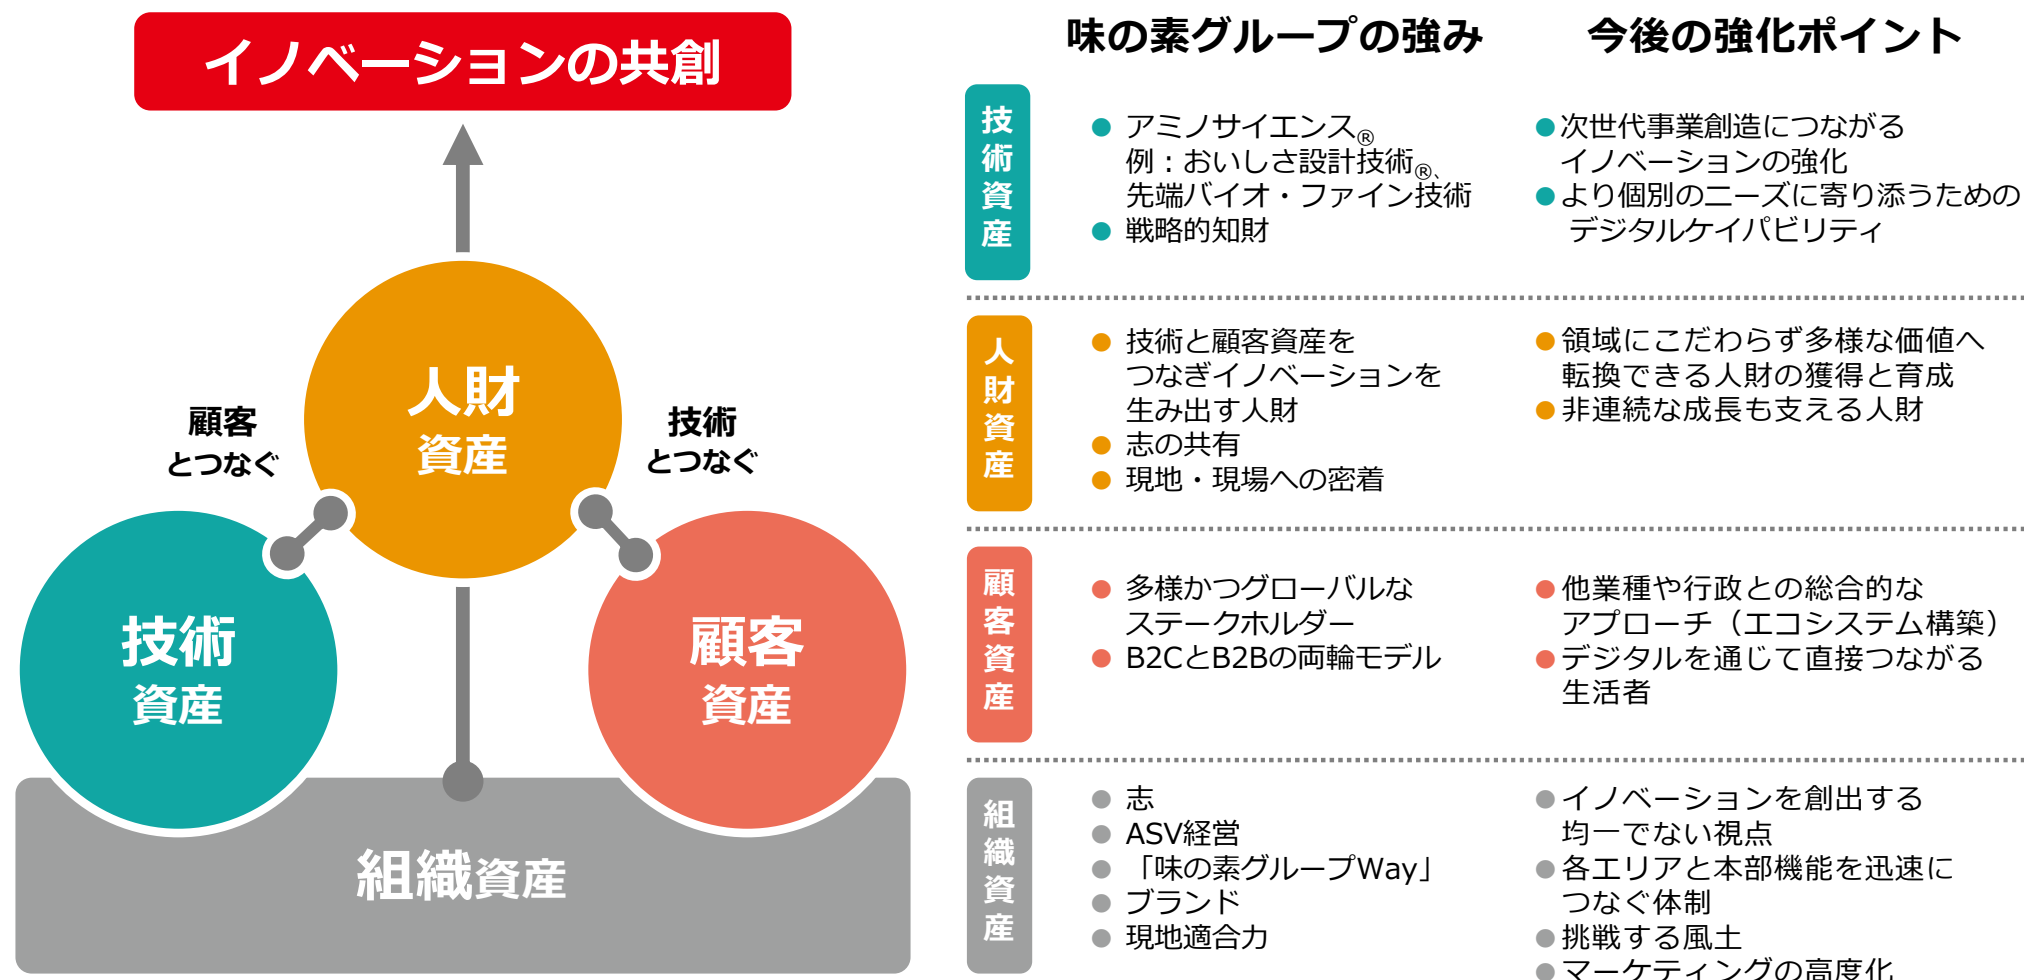 イノベーションの共創
人財
資産
顧客
とつなぐ
技術
とつなぐ
技術
資産
顧客
資産
組織資産
味の素グループの強み
今後の強化ポイント
技術資産
アミノサイエンス®
例：おいしさ設計技術®、
先端バイオ・ファイン技術
戦略的知財
次世代事業創造につながる
イノベーションの強化
より個別のニーズに寄り添うための
デジタルケイパビリティ
人財資産
技術と顧客資産を
つなぎイノベーションを
生み出す人財
志の共有
現地・現場への密着
領域にこだわらず多様な価値へ
転換できる人財の獲得と育成
非連続な成長も支える人財
顧客資産
多様かつグローバルな
ステークホルダー
B2CとB2Bの両輪モデル
他業種や行政との総合的な
アプローチ（エコシステム構築）
デジタルを通じて直接つながる
生活者
組織資産
志
ASV経営
「味の素グループWay」
ブランド
現地適合力
イノベーションを創出する
均一でない視点
各エリアと本部機能を迅速に
つなぐ体制
挑戦する風土
マーケティングの高度化